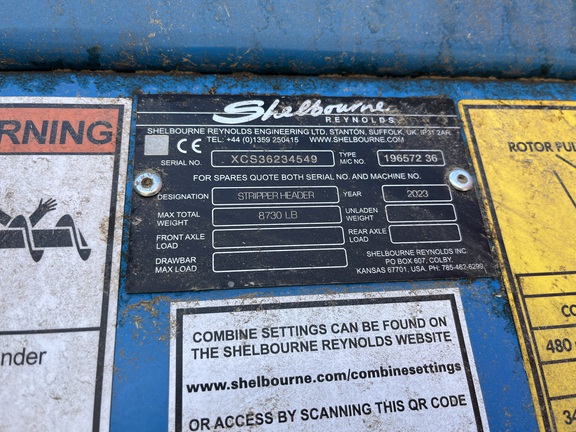 Shelbourne
REYNOLDS
SHELBOURNE REYNOLDS ENGINEERING LTD, STANTON, SUFFOLK, UK. IP31 2AR
CE TEL: +44 (0)1359 250415 WWW.SHELBOURNE.COM
SERIAL NO. XCS36234549 TYPE M/C NO. 196572 36
FOR SPARES QUOTE BOTH SERIAL NO. AND MACHINE NO.
DESIGNATION STRIPPER HEADER YEAR 2023
MAX TOTAL WEIGHT 8730 LB UNLADEN WEIGHT
FRONT AXLE LOAD REAR AXLE LOAD
DRAWBAR MAX LOAD
SHELBOURNE REYNOLDS INC.
PO BOX 607, COLBY,
KANSAS 67701, USA. PH: 785-462-6299
ARNING
nder
COMBINE SETTINGS CAN BE FOUND ON
THE SHELBOURNE REYNOLDS WEBSITE
www.shelbourne.com/combinesettings
OR ACCESS BY SCANNING THIS QR CODE
ROTOR PUL
CO
480
34